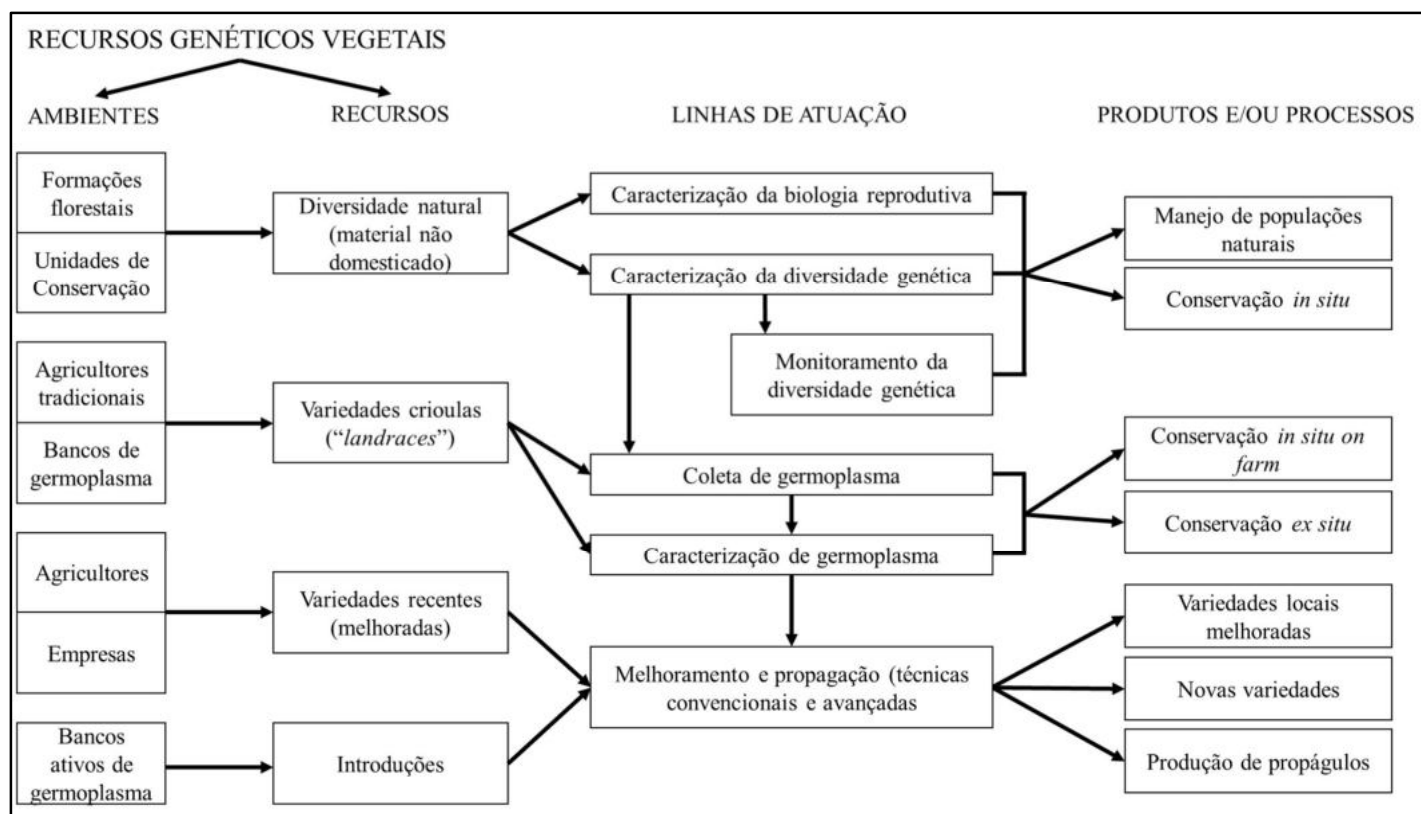 RECURSOS GENÉTICOS VEGETAIS
AMBIENTES
RECURSOS
LINHAS DE ATUAÇÃO
PRODUTOS E/OU PROCESSOS
Formações
florestais
Unidades de
Conservação
Diversidade natural
(material não
domesticado)
Caracterização da biologia reprodutiva
Caracterização da diversidade genética
Monitoramento da
diversidade genética
Manejo de populações
naturais
Conservação in situ
Agricultores
tradicionais
Bancos de
germoplasma
Variedades crioulas
(“landraces”)
Coleta de germoplasma
Caracterização de germoplasma
Conservação in situ on
farm
Conservação ex situ
Agricultores
Empresas
Variedades recentes
(melhoradas)
Melhoramento e propagação (técnicas
convencionais e avançadas
Variedades locais
melhoradas
Novas variedades
Produção de propágulos
Bancos
ativos de
germoplasma
Introduções